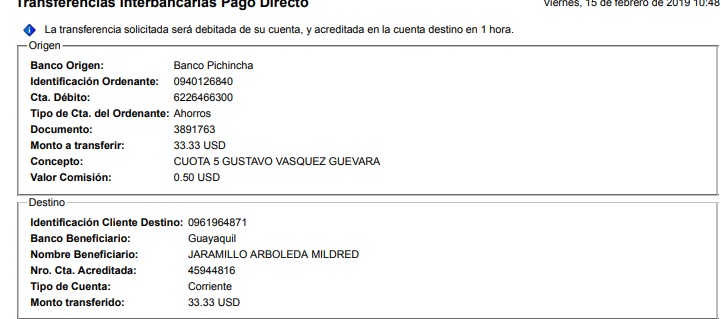 Transferencias Interbancarias Pago Directo
Viernes, 15 de febrero de 2019 10:48
La transferencia solicitada será debitada de su cuenta, y acreditada en la cuenta destino en 1 hora.
Origen
Banco Origen: Banco Pichincha
Identificación Ordenante: 0940126840
Cta. Débito: 6226466300
Tipo de Cta. del Ordenante: Ahorros
Documento: 3891763
Monto a transferir: 33.33 USD
Concepto: CUOTA 5 GUSTAVO VASQUEZ GUEVARA
Valor Comisión: 0.50 USD
Destino
Identificación Cliente Destino: 0961964871
Banco Beneficiario: Guayaquil
Nombre Beneficiario: JARAMILLO ARBOLEDA MILDRED
Nro. Cta. Acreditada: 45944816
Tipo de Cuenta: Corriente
Monto transferido: 33.33 USD